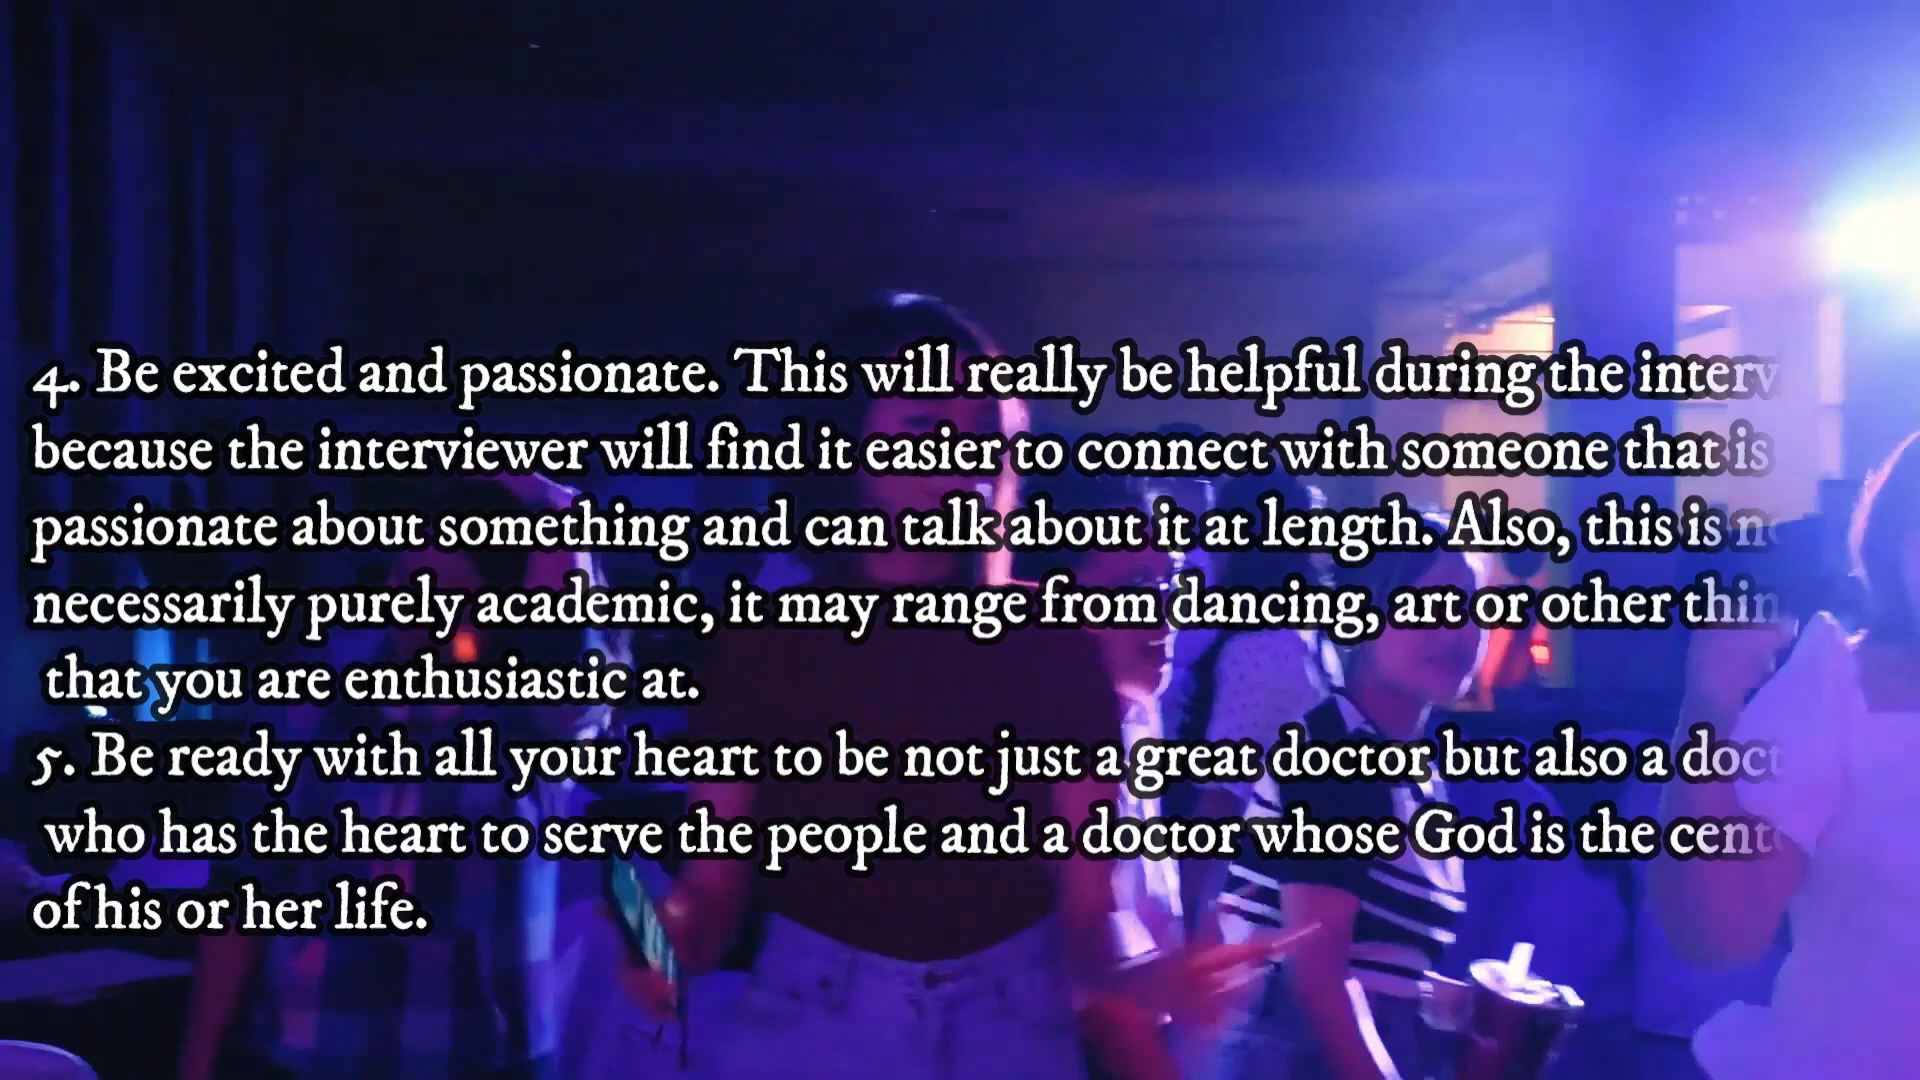 4. Be excited and passionate. This will really be helpful during the
because the interviewer will find it easier to connect with someone that is
passionate about something and can talk about it at length. Also, this is
necessarily purely academic, it may range from dancing, art or other
that you are enthusiastic at.
5. Be ready with all your heart to be not just a great doctor but also a
who has the heart to serve the people and a doctor whose God is the
of his or her life.